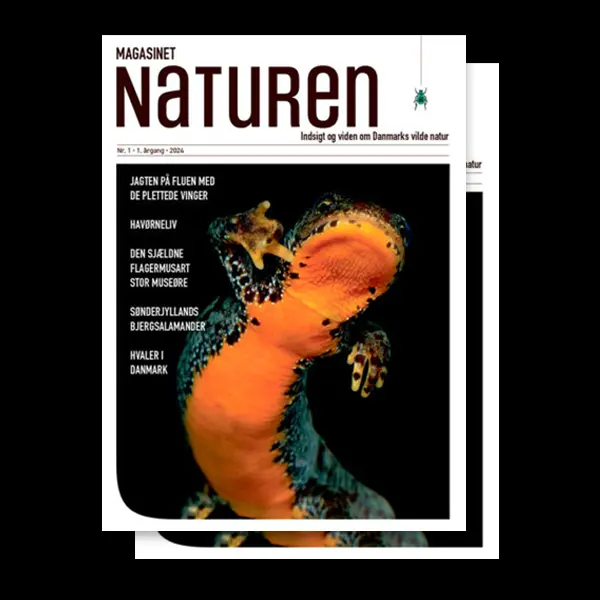 MAGASINET
NaTUREN
Indsigt og viden om Danmarks vilde natur
Nr. 1 • 1. årgang • 2024
JAGTEN PÅ FLUEN MED
DE PLETTEDE VINGER
HAVØRNELIV
DEN SJÆLDNE
FLAGERMUSART
STOR MUSEØRE
SØNDERJYLLANDS
BJERGSALAMANDER
HVALER I
DANMARK
natur